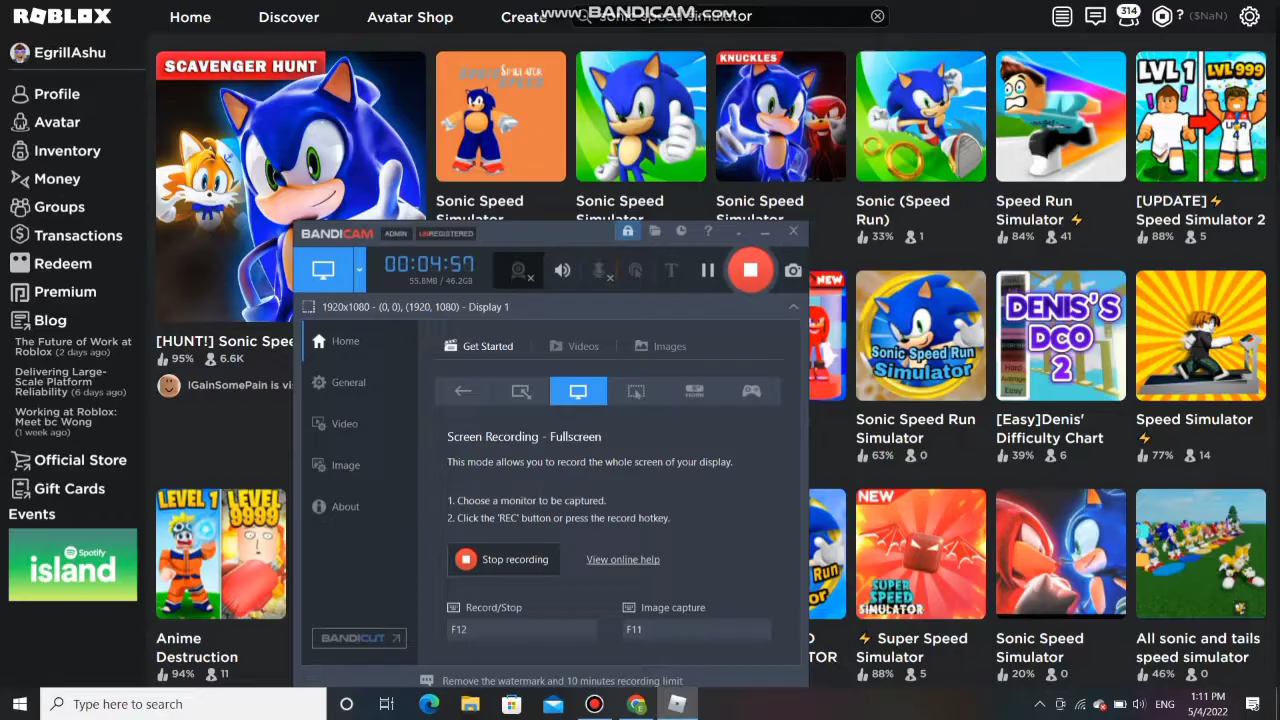 ROBLOX
Home
Discover
Avatar Shop
Create
www.BANDICAM.com
sonic speed simulator
314
? ($NaN)
EgrillAshu
Profile
Avatar
Inventory
Money
Groups
Transactions
Redeem
Premium
Blog
The Future of Work at
Roblox (2 days ago)
Delivering Large-
Scale Platform
Reliability (6 days ago)
Working at Roblox:
Meet bc Wong
(1 week ago)
Official Store
Gift Cards
Events
Spotify
island
SCAVENGER HUNT
[HUNT!] Sonic Spee
95% 6.6K
IGainSomePain is vi
Sonic Speed
Simulator
Sonic Speed
Simulator
KNUCKLES
Sonic Speed
Simulator
Sonic (Speed
Run)
33% 1
Speed Run
Simulator
84% 41
LVL 1
LVL 999
[UPDATE]
Speed Simulator 2
88% 5
BANDICAM
ADMIN
UNREGISTERED
?
00:04:57
55.8MB / 46.2GB
T
1920x1080 - (0, 0), (1920, 1080) - Display 1
Home
General
Video
Image
About
BANDICUT
Get Started
Videos
Images
HDMI
Screen Recording - Fullscreen
This mode allows you to record the whole screen of your display.
1. Choose a monitor to be captured.
2. Click the 'REC' button or press the record hotkey.
Stop recording
View online help
Record/Stop
F12
Image capture
F11
Remove the watermark and 10 minutes recording limit
NEW
Sonic Speed Run
Simulator
Sonic Speed Run
Simulator
63% 0
DENIS'S
DCO
2
[Easy]Denis'
Difficulty Chart
39% 6
Speed Simulator
77% 14
LEVEL 1
LEVEL 9999
Anime
Destruction
94% 11
Run
TOR
NEW
SUPER
SPEED
SIMULATOR
Super Speed
Simulator
88% 5
Sonic Speed
Simulator
20% 0
All sonic and tails
speed simulator
46% 0
Type here to search
ENG
1:11 PM
5/4/2022